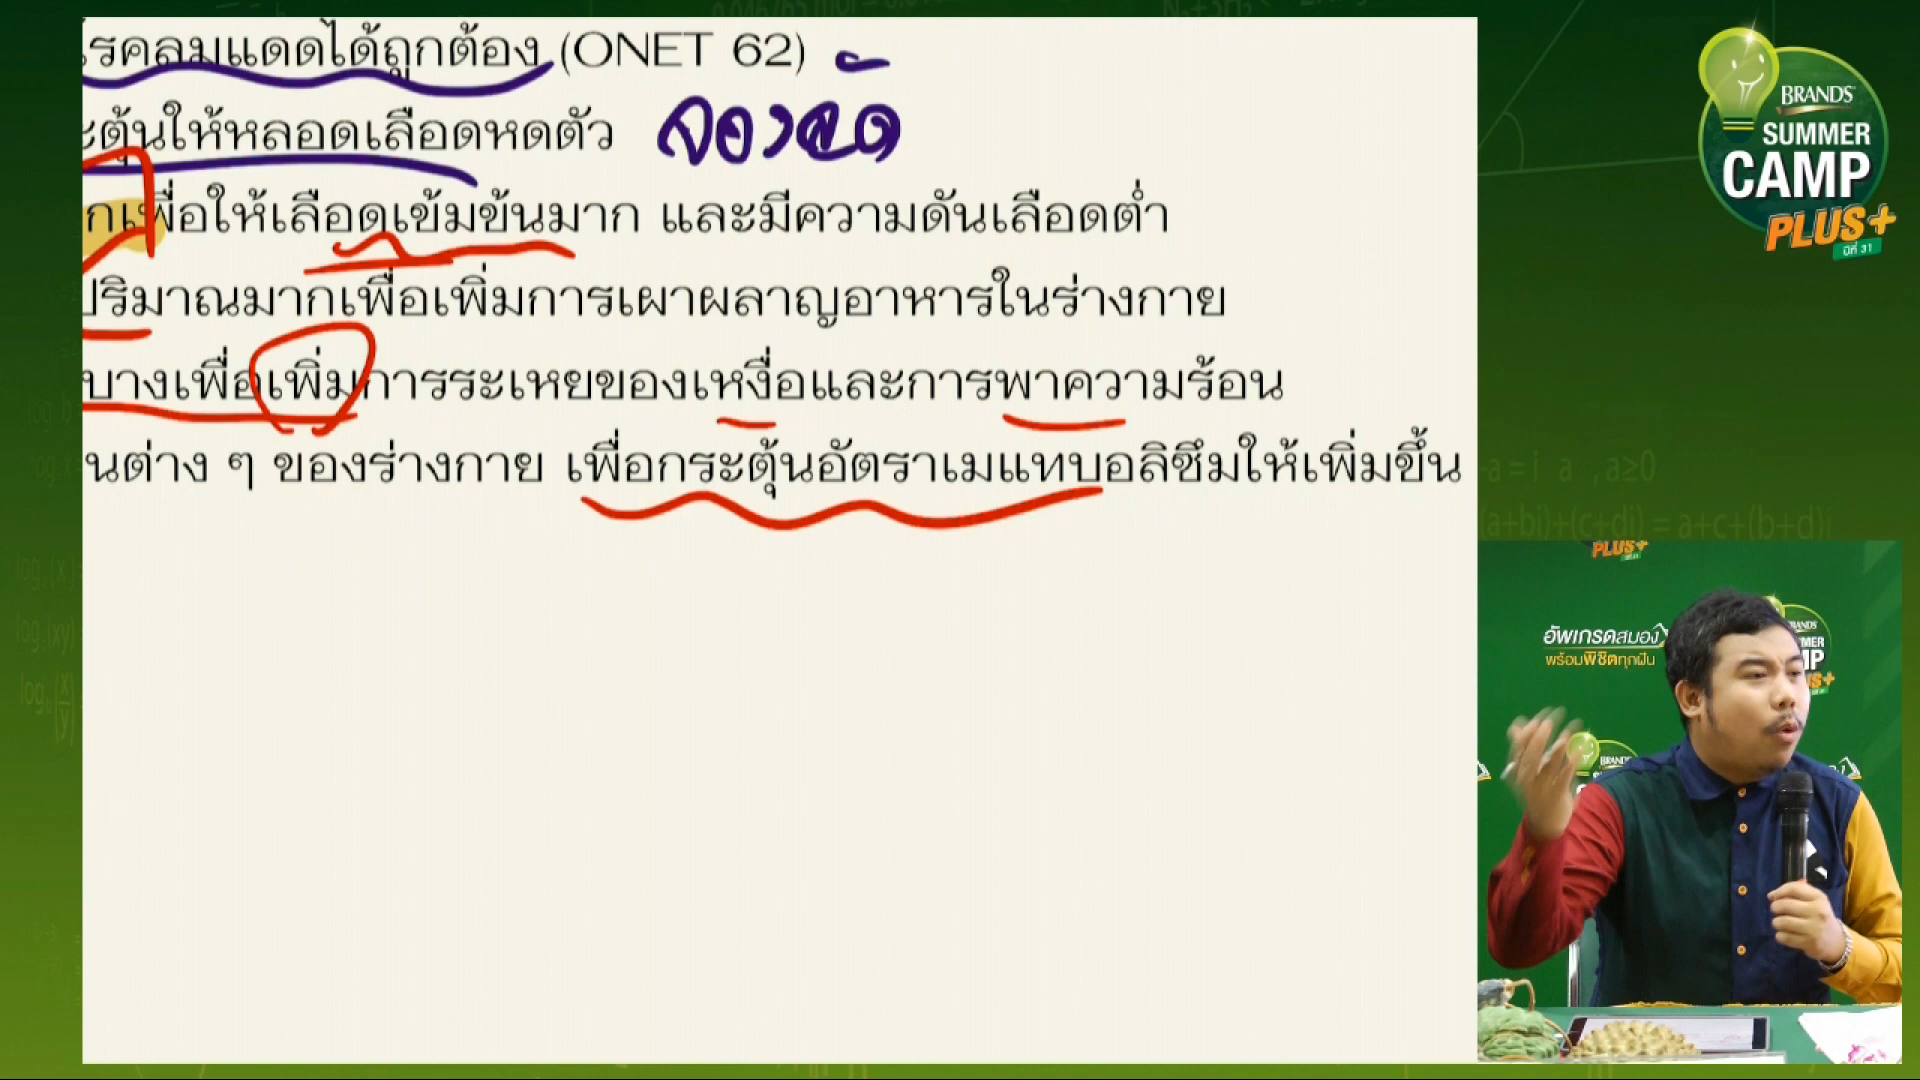 โรคลมแดดได้ถูกต้อง (ONET 62)
ะตุ้นให้หลอดเลือดหดตัว
กเพื่อให้เลือดเข้มข้นมาก และมีความดันเลือดต่ำ
ปริมาณมากเพื่อเพิ่มการเผาผลาญอาหารในร่างกาย
บางเพื่อเพิ่มการระเหยของเหงื่อและการพาความร้อน
นต่าง ๆ ของร่างกาย เพื่อกระตุ้นอัตราเมแทบอลิซึมให้เพิ่มขึ้น
BRAND'S
SUMMER
CAMP
PLUS+
ปีที่ 31
-a = i a , a≥0
(a+bi)+(c+di) = a+c+(b+d)i
PLUS+
อัพเกรดสมอง
พร้อมพิชิตทุกฝัน